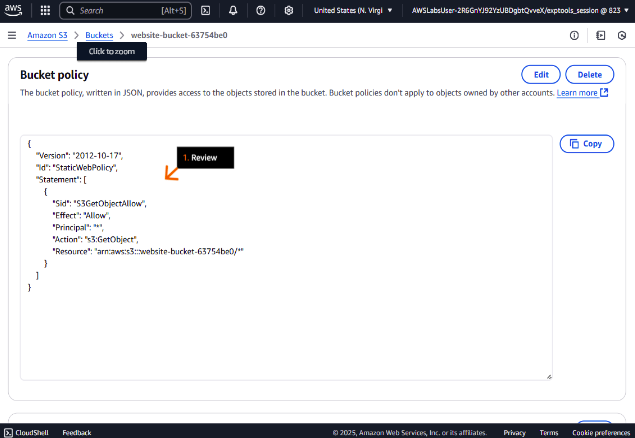 aws
Search [Alt+S]
United States (N. Virgi
AWSLabsUser-2R6GnYJ92YzUBDgbtQvveX/exptools_session @ 823
Amazon S3 > Buckets > website-bucket-63754be0
Click to zoom
Bucket policy
Edit
Delete
The bucket policy, written in JSON, provides access to the objects stored in the bucket. Bucket policies don't apply to objects owned by other accounts. Learn more
Copy
{
"Version": "2012-10-17",
"Id": "StaticWebPolicy",
"Statement": [
{
"Sid": "S3GetObjectAllow",
"Effect": "Allow",
"Principal": "*",
"Action": "s3:GetObject",
"Resource": "arn:aws:s3:::website-bucket-63754be0/*"
}
]
}
1. Review
CloudShell
Feedback
© 2025, Amazon Web Services, Inc. or its affiliates.
Privacy
Terms
Cookie preferences